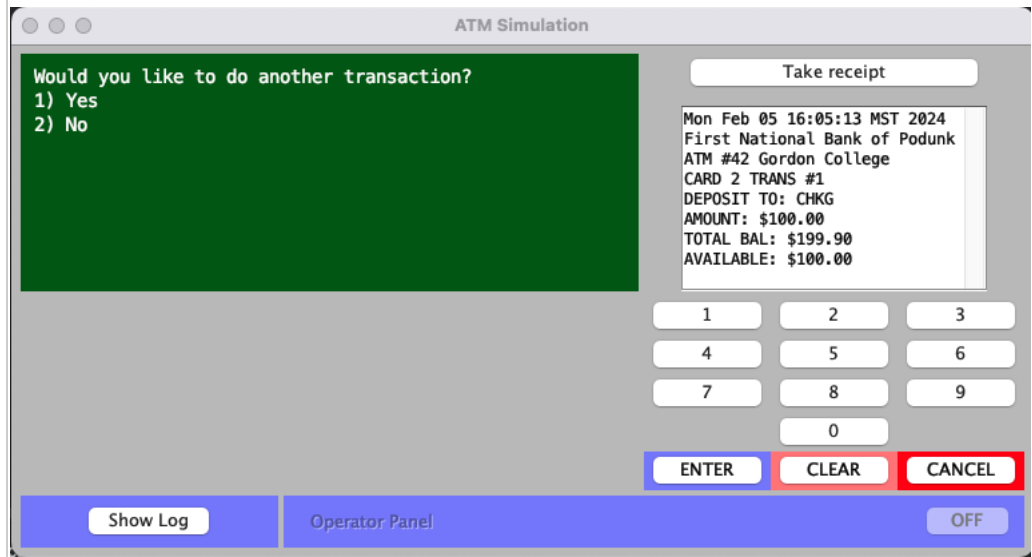 ATM Simulation
Would you like to do another transaction?
1) Yes
2) No
Take receipt
Mon Feb 05 16:05:13 MST 2024
First National Bank of Podunk
ATM #42 Gordon College
CARD 2 TRANS #1
DEPOSIT TO: CHKG
AMOUNT: $100.00
TOTAL BAL: $199.90
AVAILABLE: $100.00
1 2 3
4 5 6
7 8 9
0
ENTER CLEAR CANCEL
Show Log Operator Panel OFF